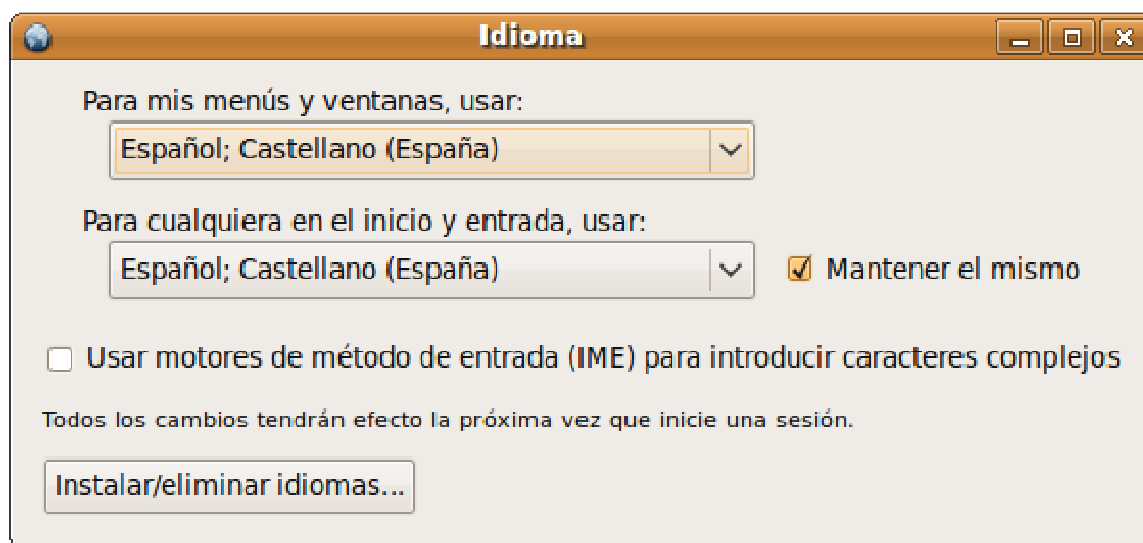 Idioma
Para mis menús y ventanas, usar:
Español; Castellano (España)
Para cualquiera en el inicio y entrada, usar:
Español; Castellano (España)
Mantener el mismo
Usar motores de método de entrada (IME) para introducir caracteres complejos
Todos los cambios tendrán efecto la próxima vez que inicie una sesión.
Instalar/eliminar idiomas...